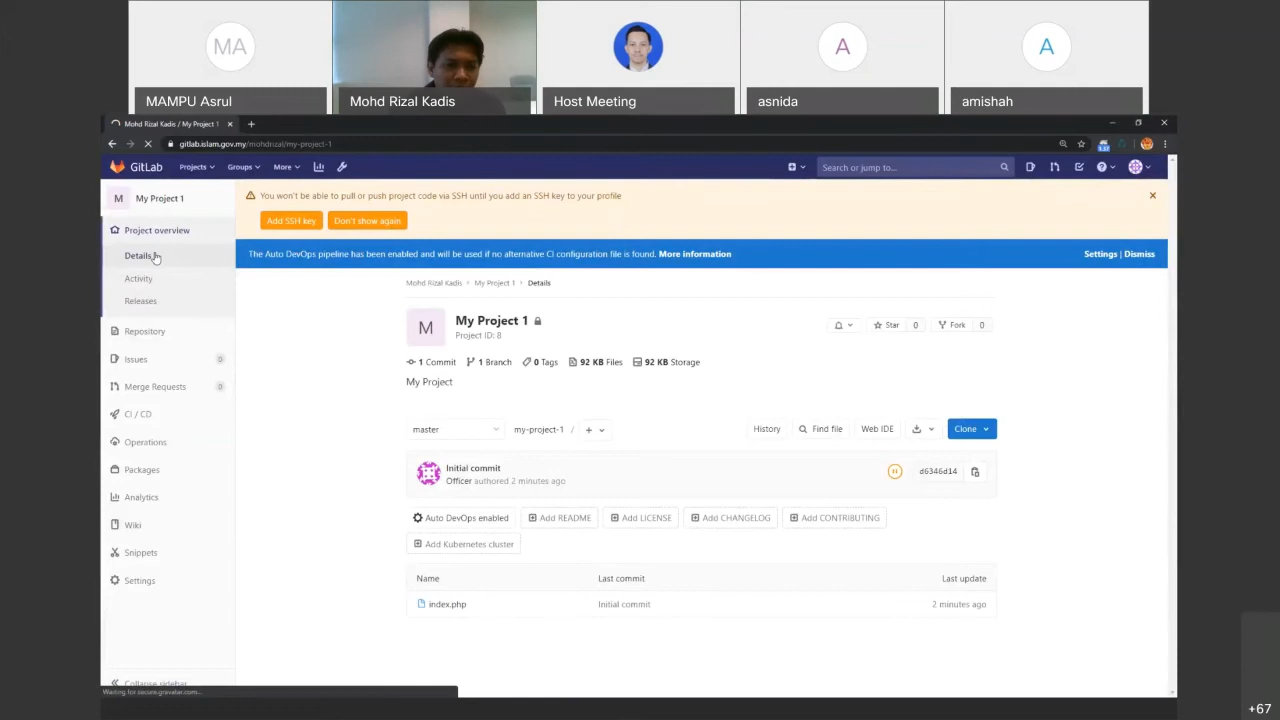 MA
A
A
MAMPU Asrul
Mohd Rizal Kadis
Host Meeting
asnida
amishah
Mohd Rizal Kadis / My Project 1
gitlab.islam.gov.my/mohdrizal/my-project-1
GitLab
Projects
Groups
More
Search or jump to...
M
My Project 1
You won't be able to pull or push project code via SSH until you add an SSH key to your profile
Add SSH key
Don't show again
Project overview
Details
Activity
Releases
Repository
Issues 0
Merge Requests 0
CI / CD
Operations
Packages
Analytics
Wiki
Snippets
Settings
Collapse sidebar
The Auto DevOps pipeline has been enabled and will be used if no alternative CI configuration file is found. More information
Settings | Dismiss
Mohd Rizal Kadis > My Project 1 > Details
M
My Project 1
Project ID: 8
Star 0
Fork 0
1 Commit 1 Branch 0 Tags 92 KB Files 92 KB Storage
My Project
master
my-project-1 / +
History
Find file
Web IDE
Clone
Initial commit
Officer authored 2 minutes ago
d6346d14
Auto DevOps enabled
Add README
Add LICENSE
Add CHANGELOG
Add CONTRIBUTING
Add Kubernetes cluster
Name Last commit Last update
index.php Initial commit 2 minutes ago
Waiting for secure.gravatar.com...
+67